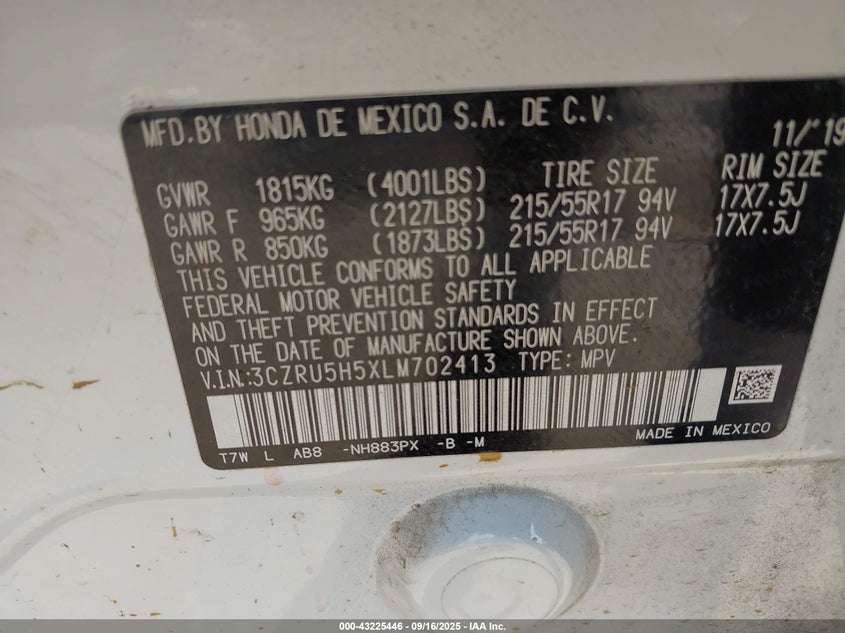 MFD.BY HONDA DE MEXICO S.A. DE C.V.
11/'19
GVWR 1815KG (4001LBS) TIRE SIZE RIM SIZE
GAWR F 965KG (2127LBS) 215/55R17 94V 17X7.5J
GAWR R 850KG (1873LBS) 215/55R17 94V 17X7.5J
THIS VEHICLE CONFORMS TO ALL APPLICABLE
FEDERAL MOTOR VEHICLE SAFETY
AND THEFT PREVENTION STANDARDS IN EFFECT
ON THE DATE OF MANUFACTURE SHOWN ABOVE.
V.I.N:3CZRU5H5XLM702413 TYPE: MPV
T7W L AB8 -NH883PX -B -M MADE IN MEXICO
000-43225446 - 09/16/2025 - IAA Inc.